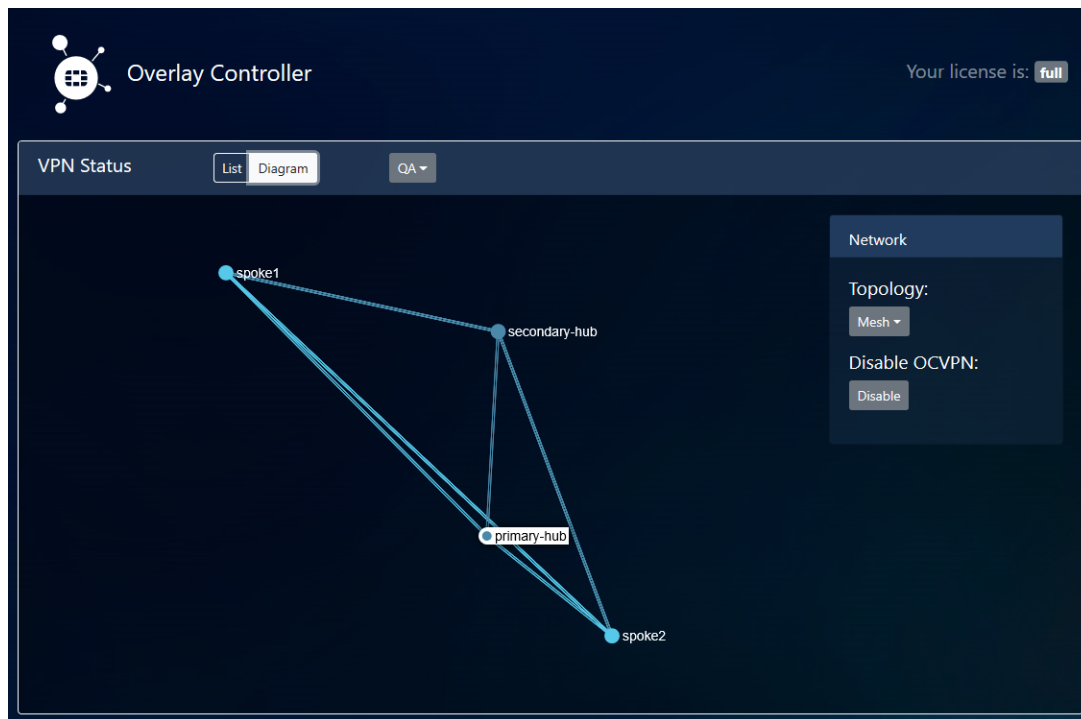 Overlay Controller
Your license is: full
VPN Status
List
Diagram
QA
Network
Topology:
Mesh
Disable OCVPN:
Disable
spoke1
secondary-hub
primary-hub
spoke2